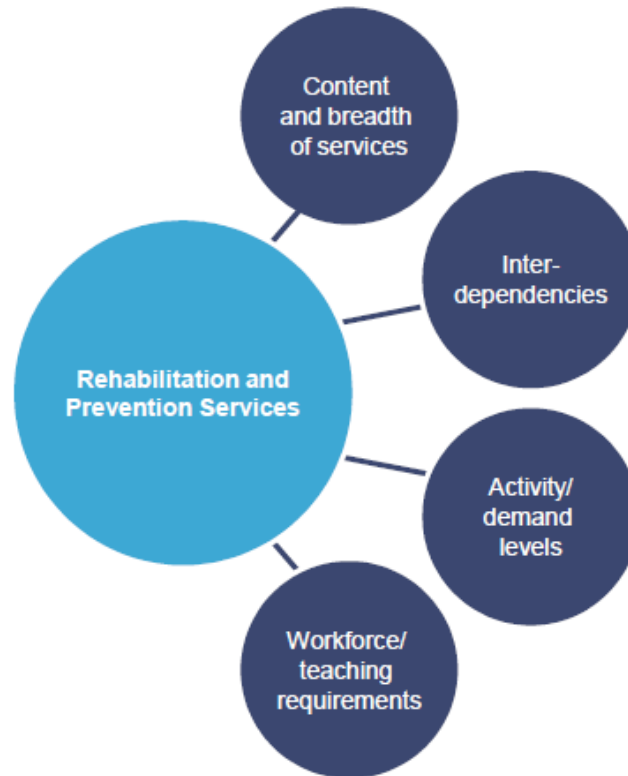 Content
and breadth
of services
Inter-
dependencies
Rehabilitation and
Prevention Services
Activity/
demand
levels
Workforce/
teaching
requirements